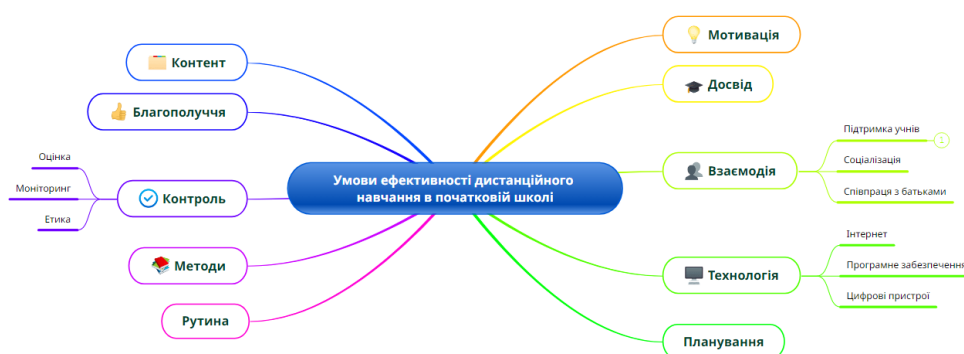 Умови ефективності дистанційного
навчання в початковій школі
Мотивація
Досвід
Взаємодія
Підтримка учнів
Соціалізація
Співпраця з батьками
Технологія
Інтернет
Програмне забезпечення
Цифрові пристрої
Планування
Контент
Благополуччя
Контроль
Оцінка
Моніторинг
Етика
Методи
Рутина